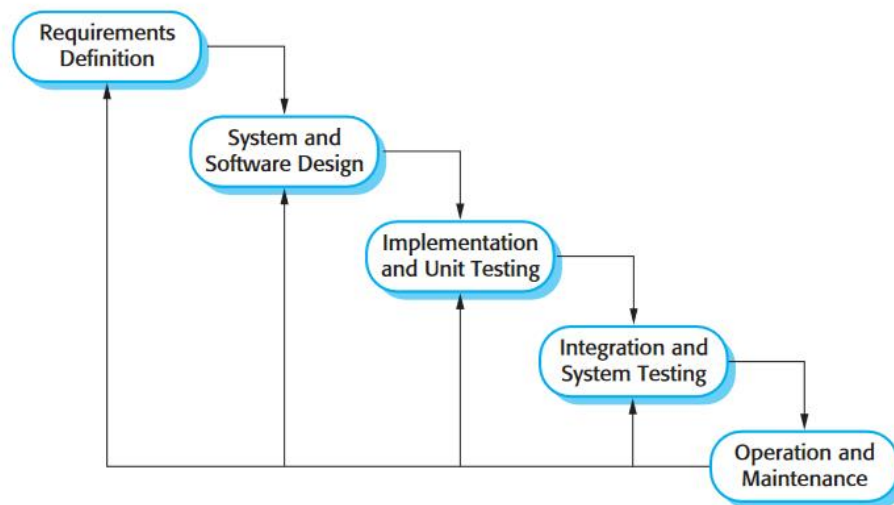 Requirements
Definition
System and
Software Design
Implementation
and Unit Testing
Integration and
System Testing
Operation and
Maintenance